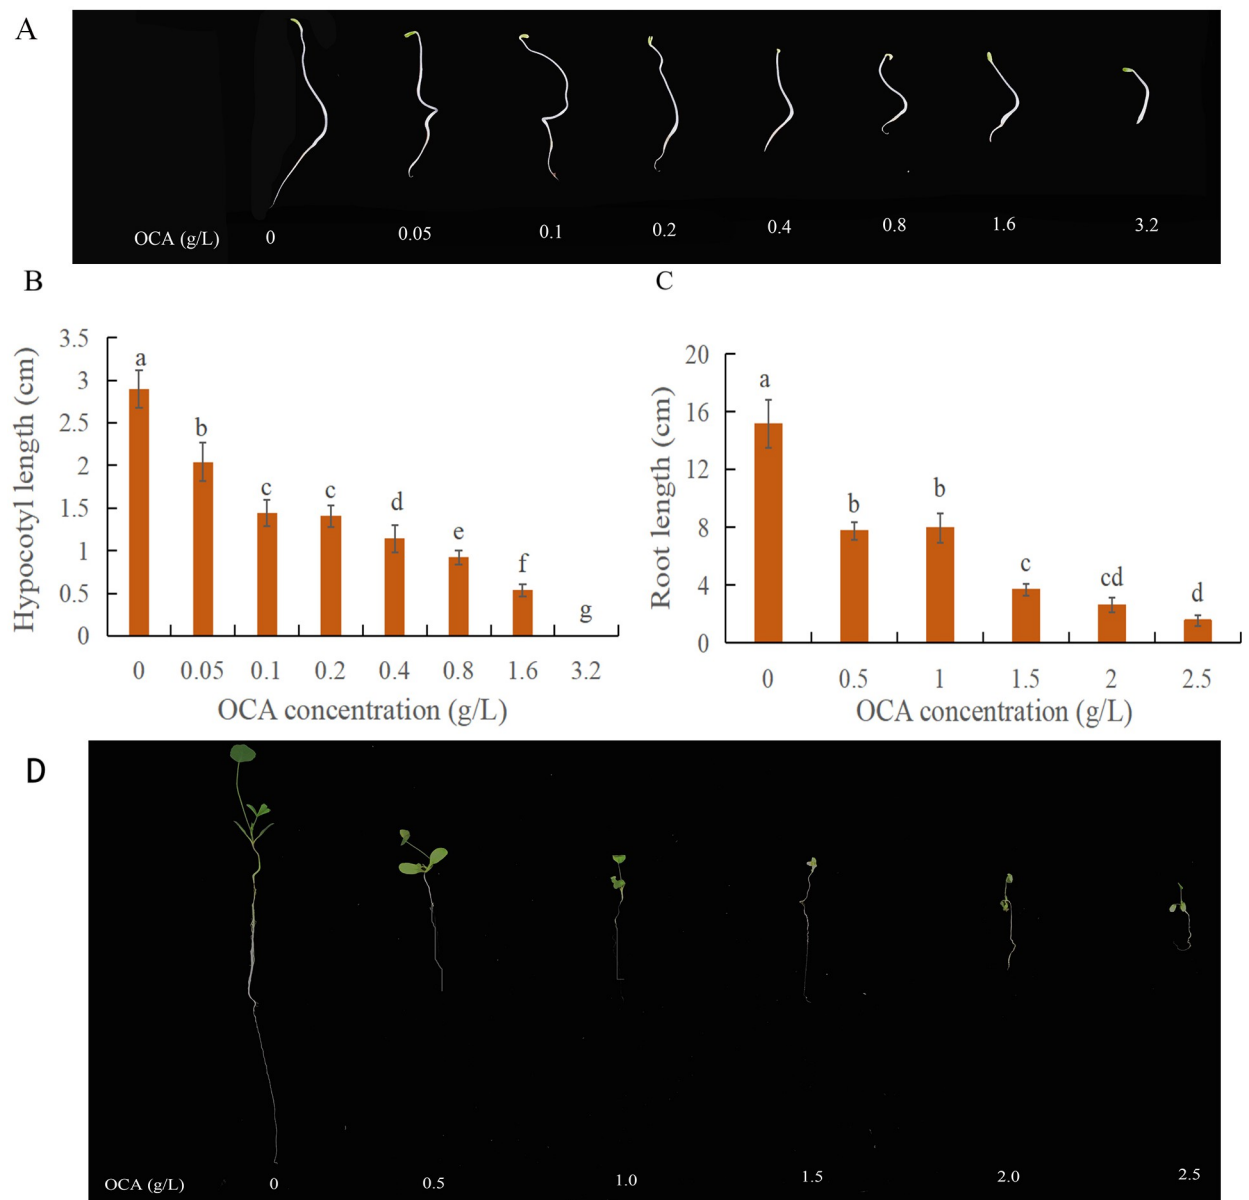 A
OCA (g/L) 0 0.05 0.1 0.2 0.4 0.8 1.6 3.2
B
Hypocotyl length (cm)
3.5
3
2.5
2
1.5
1
0.5
0
a b c c d e f g
0 0.05 0.1 0.2 0.4 0.8 1.6 3.2
OCA concentration (g/L)
C
Root length (cm)
20
16
12
8
4
0
a b b c cd d
0 0.5 1 1.5 2 2.5
OCA concentration (g/L)
D
OCA (g/L) 0 0.5 1.0 1.5 2.0 2.5